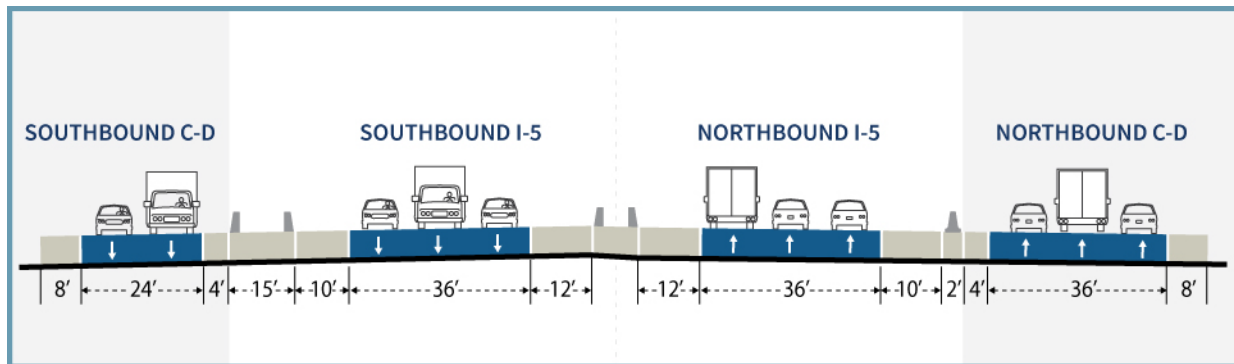 SOUTHBOUND C-D
SOUTHBOUND I-5
NORTHBOUND I-5
NORTHBOUND C-D
8’ 24’ 4’ 15’ 10’ 36’ 12’ 12’ 36’ 10’ 2’ 4’ 36’ 8’